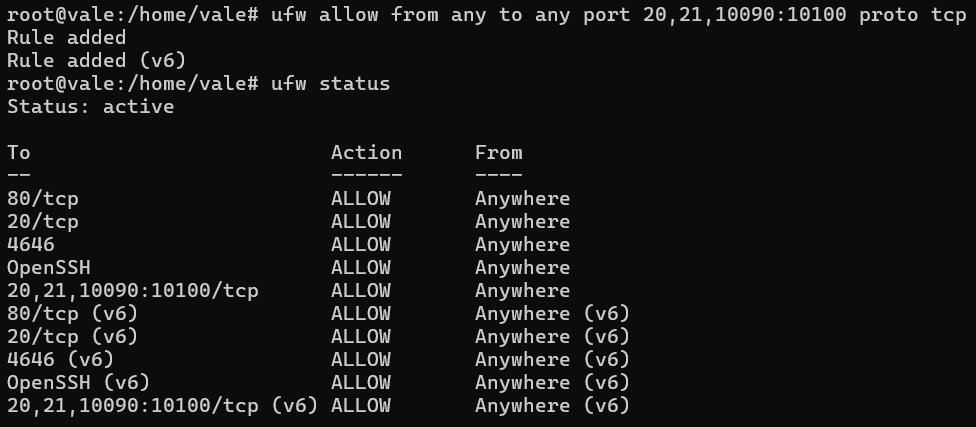 root@vale:/home/vale# ufw allow from any to any port 20,21,10090:10100 proto tcp
Rule added
Rule added (v6)
root@vale:/home/vale# ufw status
Status: active
To Action From
-- ------ ----
80/tcp ALLOW Anywhere
20/tcp ALLOW Anywhere
4646 ALLOW Anywhere
OpenSSH ALLOW Anywhere
20,21,10090:10100/tcp ALLOW Anywhere
80/tcp (v6) ALLOW Anywhere (v6)
20/tcp (v6) ALLOW Anywhere (v6)
4646 (v6) ALLOW Anywhere (v6)
OpenSSH (v6) ALLOW Anywhere (v6)
20,21,10090:10100/tcp (v6) ALLOW Anywhere (v6)